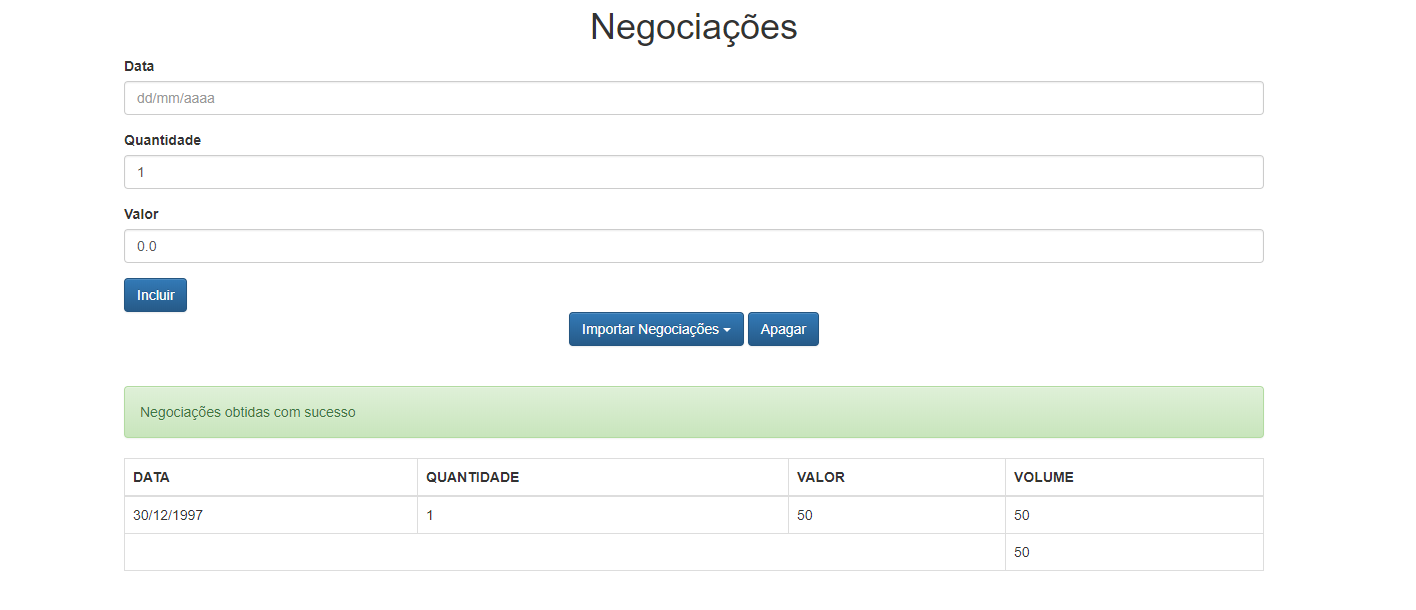 Negociações
Data
dd/mm/aaaa
Quantidade
1
Valor
0.0
Incluir
Importar Negociações Apagar
Negociações obtidas com sucesso
DATA QUANTIDADE VALOR VOLUME
30/12/1997 1 50 50
50